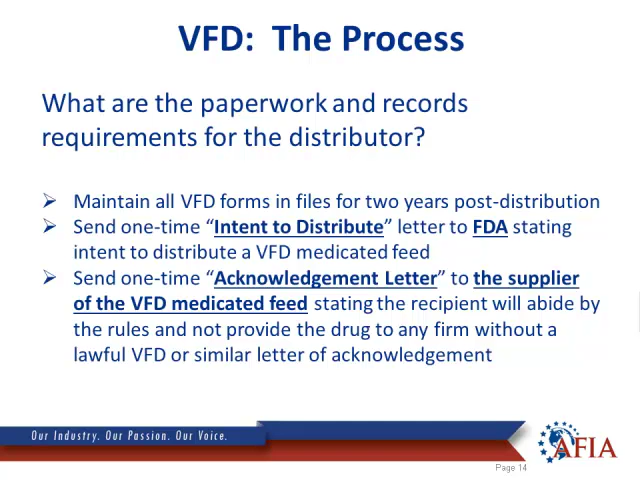 VFD:  The Process
What are the paperwork and records
requirements for the distributor?
➢ Maintain all VFD forms in files for two years post-distribution
➢ Send one-time “Intent to Distribute” letter to FDA stating
intent to distribute a VFD medicated feed
➢ Send one-time “Acknowledgement Letter” to the supplier
of the VFD medicated feed stating the recipient will abide by
the rules and not provide the drug to any firm without a
lawful VFD or similar letter of acknowledgement
Our Industry. Our Passion. Our Voice.
AFIA
Page 14